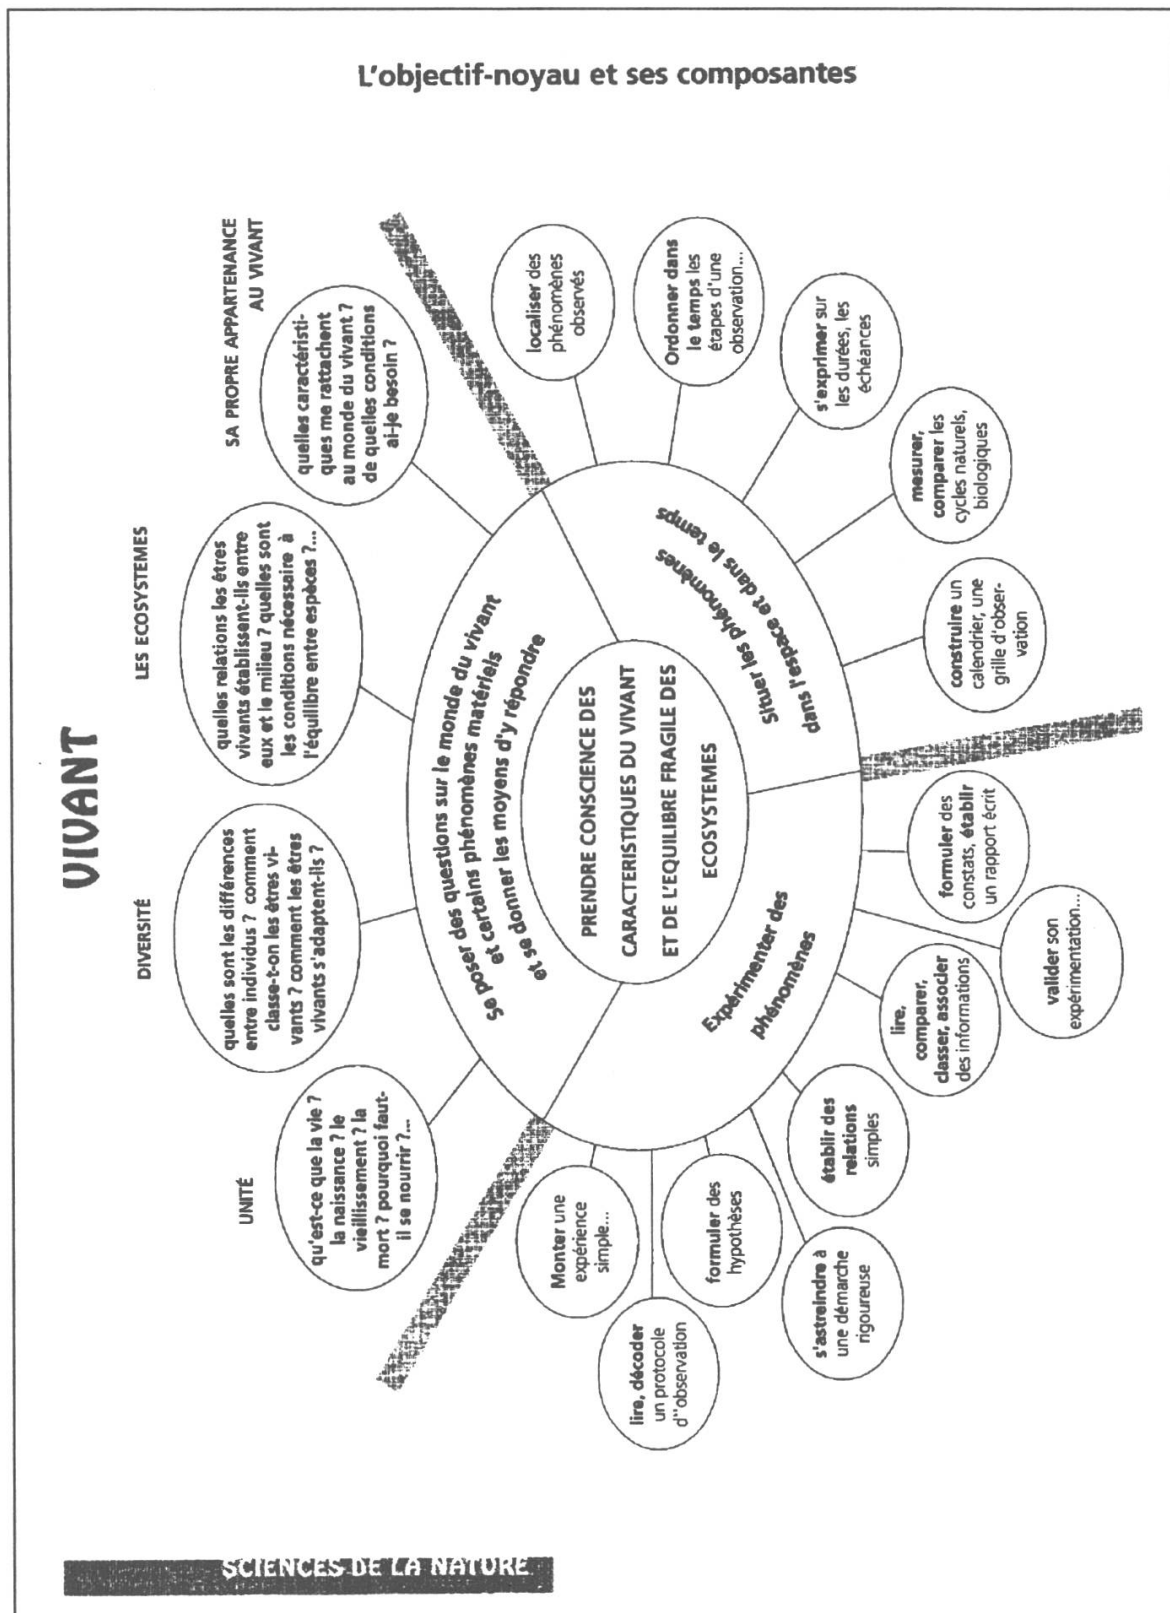 L'objectif-noyau et ses composantes
VIVANT
SCIENCES DE LA NATURE
UNITÉ
qu'est-ce que la vie ?
la naissance ? le
vieillissement ? la
mort ? pourquoi faut-
il se nourrir ?...
DIVERSITÉ
quelles sont les différences
entre individus ? comment
classe-t-on les êtres vi-
vants ? comment les êtres
vivants s'adaptent-ils ?
LES ECOSYSTEMES
quelles relations les êtres
vivants établissent-ils entre
eux et le milieu ? quelles sont
les conditions nécessaire à
l'équilibre entre espèces ?...
SA PROPRE APPARTENANCE
AU VIVANT
quelles caractéristi-
ques me rattachent
au monde du vivant ?
de quelles conditions
ai-je besoin ?
Se poser des questions sur le monde du vivant
et certains phénomènes matériels
et se donner les moyens d'y répondre
PRENDRE CONSCIENCE DES
CARACTERISTIQUES DU VIVANT
ET DE L'EQUILIBRE FRAGILE DES
ECOSYSTEMES
Situer les phénomènes
dans l'espace et dans le temps
localiser des
phénomènes
observés
Ordonner dans
le temps les
étapes d'une
observation...
s'exprimer sur
les durées, les
échéances
mesurer,
comparer les
cycles naturels,
biologiques
construire un
calendrier, une
grille d'obser-
vation
Expérimenter des
phénomènes
Monter une
expérience
simple...
lire, décoder
un protocole
d''observation
formuler des
hypothèses
s'astreindre à
une démarche
rigoureuse
établir des
relations
simples
lire,
comparer,
classer, associer
des informations
valider son
expérimentation...
formuler des
constats, établir
un rapport écrit